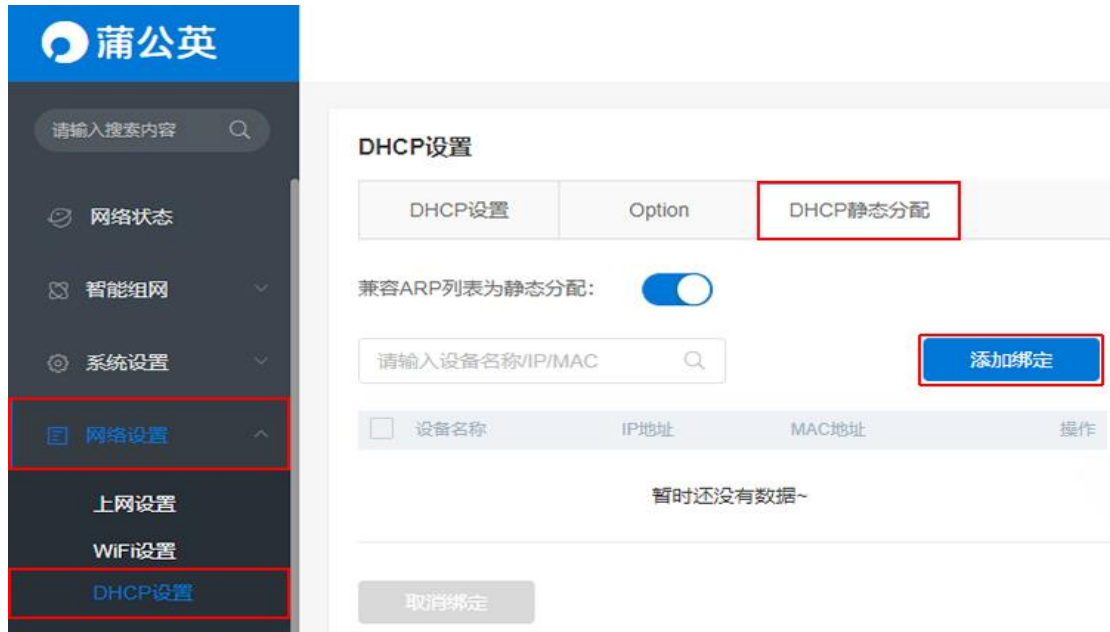 蒲公英
请输入搜索内容
网络状态
智能组网
系统设置
网络设置
上网设置
WiFi设置
DHCP设置
DHCP设置
DHCP设置 Option DHCP静态分配
兼容ARP列表为静态分配：
请输入设备名称/IP/MAC 添加绑定
设备名称 IP地址 MAC地址 操作
暂时还没有数据~
取消绑定